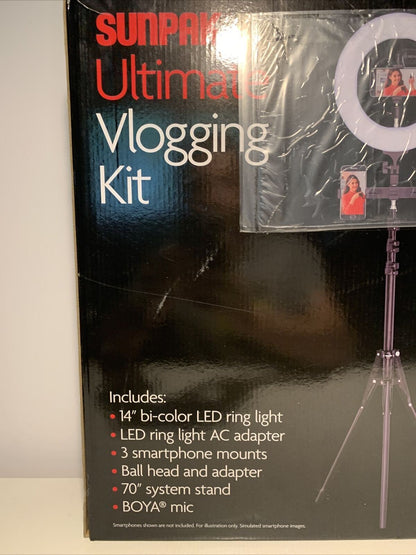 SUNPAK
Ultimate
Vlogging
Kit
Includes:
• 14" bi-color LED ring light
• LED ring light AC adapter
• 3 smartphone mounts
• Ball head and adapter
• 70" system stand
• BOYA® mic
Smartphones shown are not included. For illustration only. Simulated smartphone images.